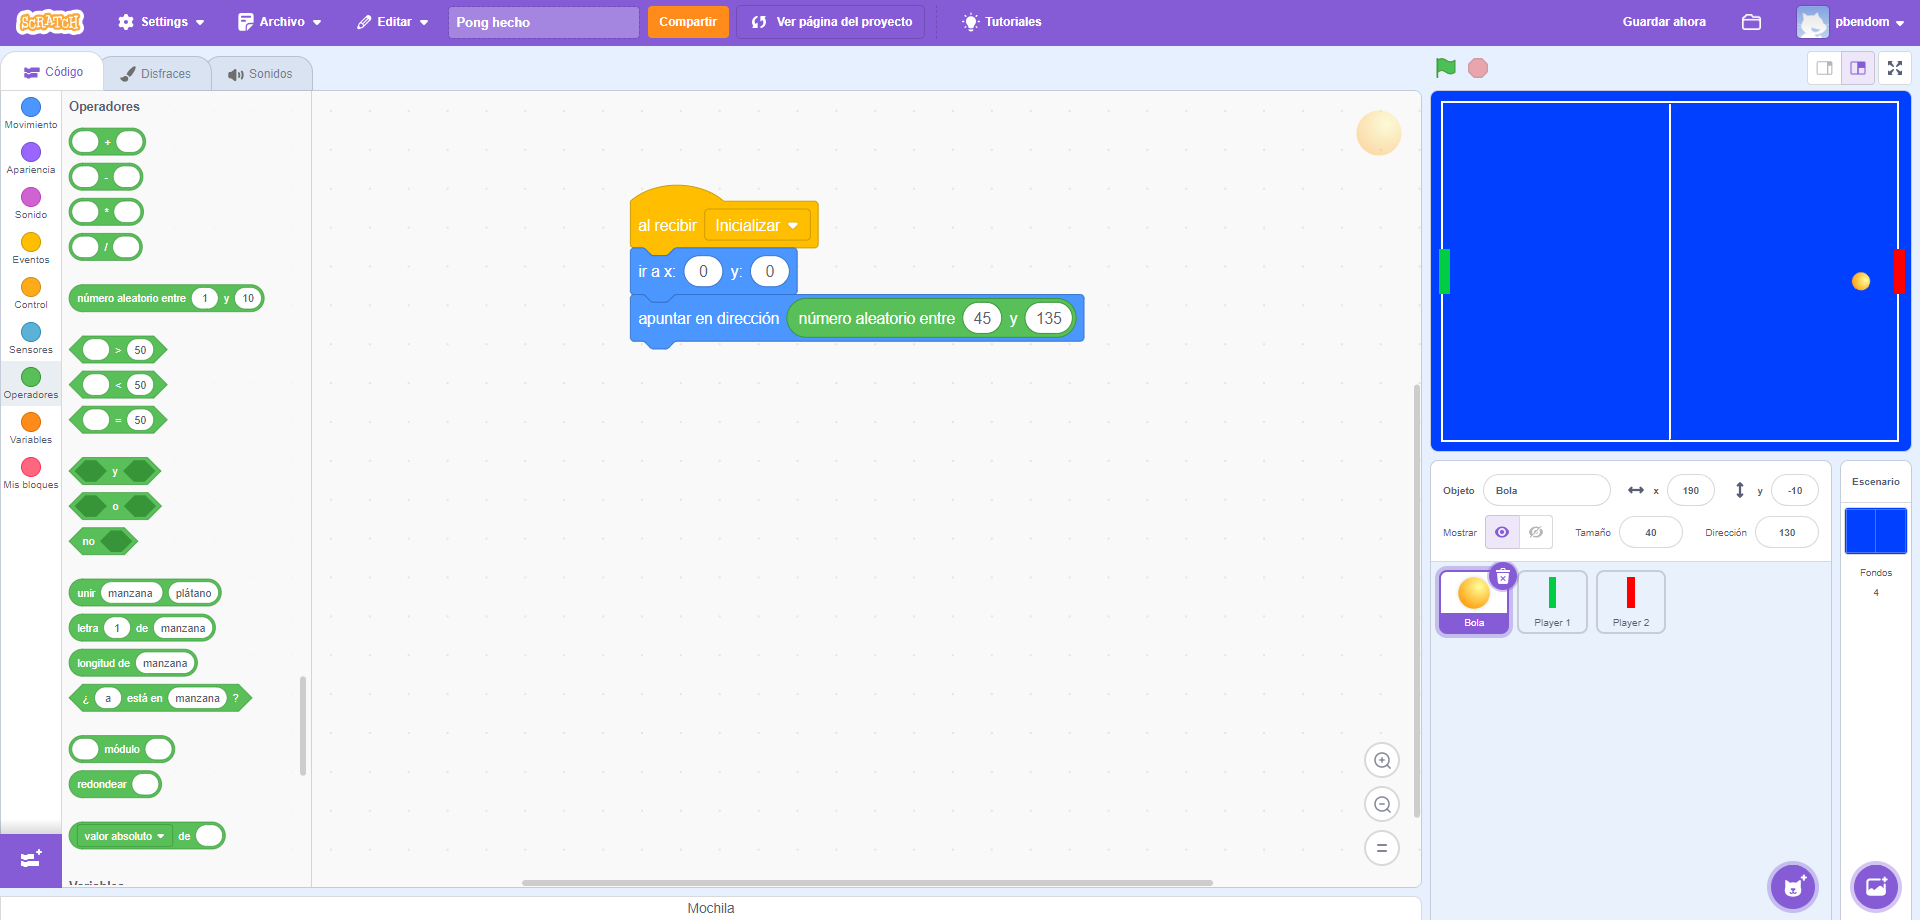 SCRATCH
Settings
Archivo
Editar
Pong hecho
Compartir
Ver página del proyecto
Tutoriales
Guardar ahora
pbendom
Código
Disfraces
Sonidos
Movimiento
Apariencia
Sonido
Eventos
Control
Sensores
Operadores
Variables
Mis bloques
Operadores
+
-
*
/
número aleatorio entre 1 y 10
> 50
< 50
= 50
y
o
no
unir manzana plátano
letra 1 de manzana
longitud de manzana
¿ a está en manzana ?
módulo
redondear
valor absoluto de
Variables
al recibir Inicializar
ir a x: 0 y: 0
apuntar en dirección número aleatorio entre 45 y 135
=
Mochila
Objeto Bola x 190 y -10
Mostrar Tamaño 40 Dirección 130
Bola
Player 1
Player 2
Escenario
Fondos
4